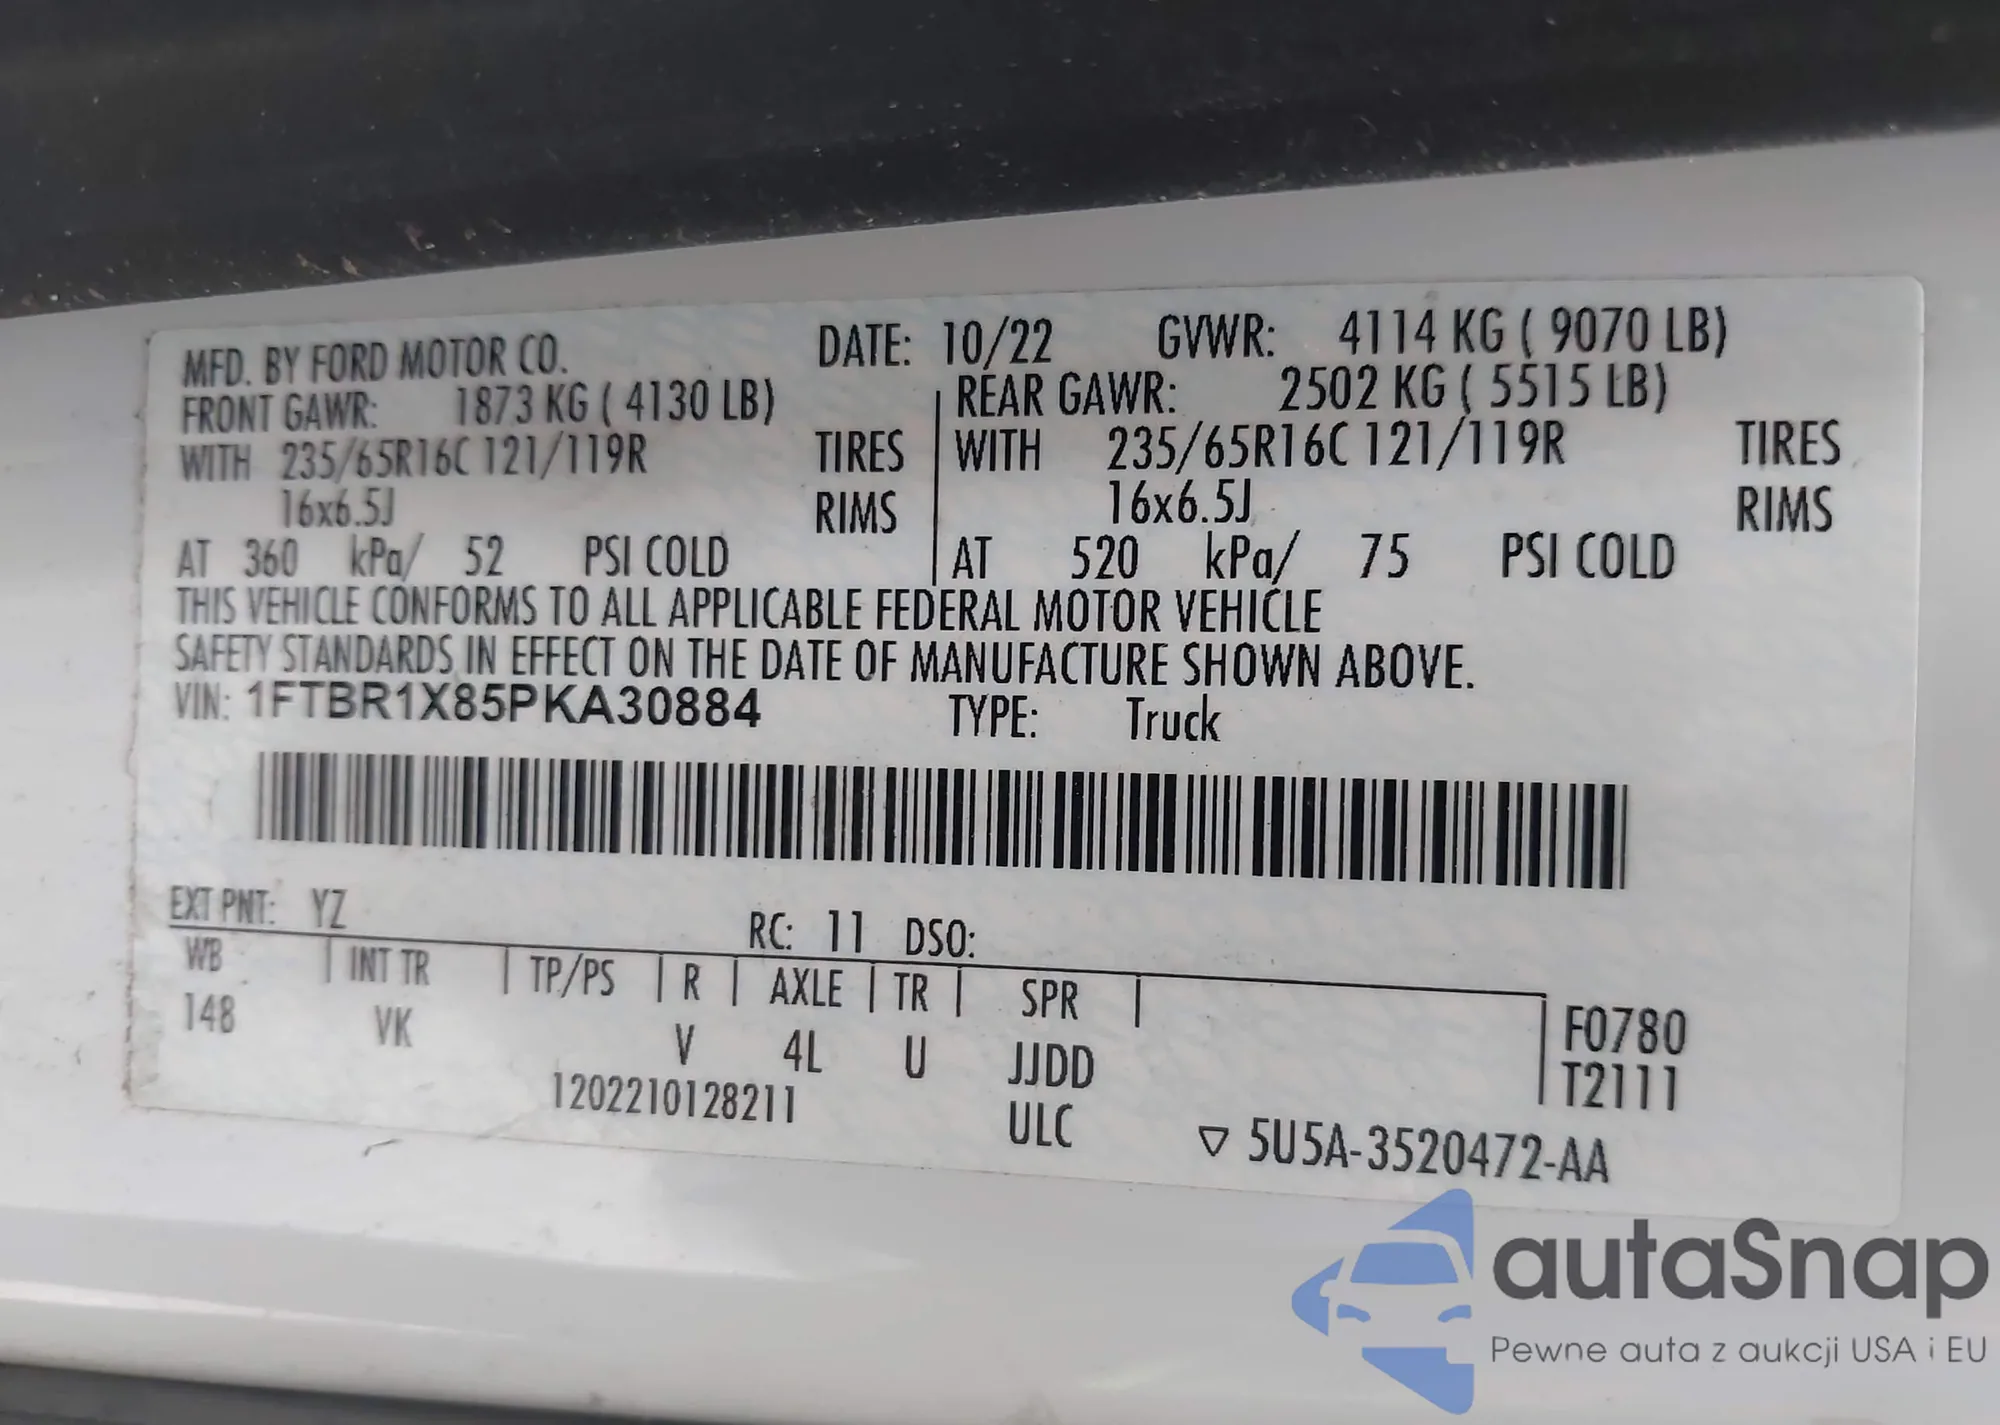 MFD. BY FORD MOTOR CO. DATE: 10/22 GVWR: 4114 KG ( 9070 LB)
FRONT GAWR: 1873 KG ( 4130 LB) REAR GAWR: 2502 KG ( 5515 LB)
WITH 235/65R16C 121/119R TIRES WITH 235/65R16C 121/119R TIRES
16x6.5J RIMS 16x6.5J RIMS
AT 360 kPa/ 52 PSI COLD AT 520 kPa/ 75 PSI COLD
THIS VEHICLE CONFORMS TO ALL APPLICABLE FEDERAL MOTOR VEHICLE
SAFETY STANDARDS IN EFFECT ON THE DATE OF MANUFACTURE SHOWN ABOVE.
VIN: 1FTBR1X85PKA30884 TYPE: Truck
EXT PNT: YZ RC: 11 DSO:
WB INT TR TP/PS R AXLE TR SPR
148 VK V 4L U JJDD
F0780
T2111
1202210128211 ULC ▽ 5U5A-3520472-AA
autaSnap
Pewne auta z aukcji USA i EU